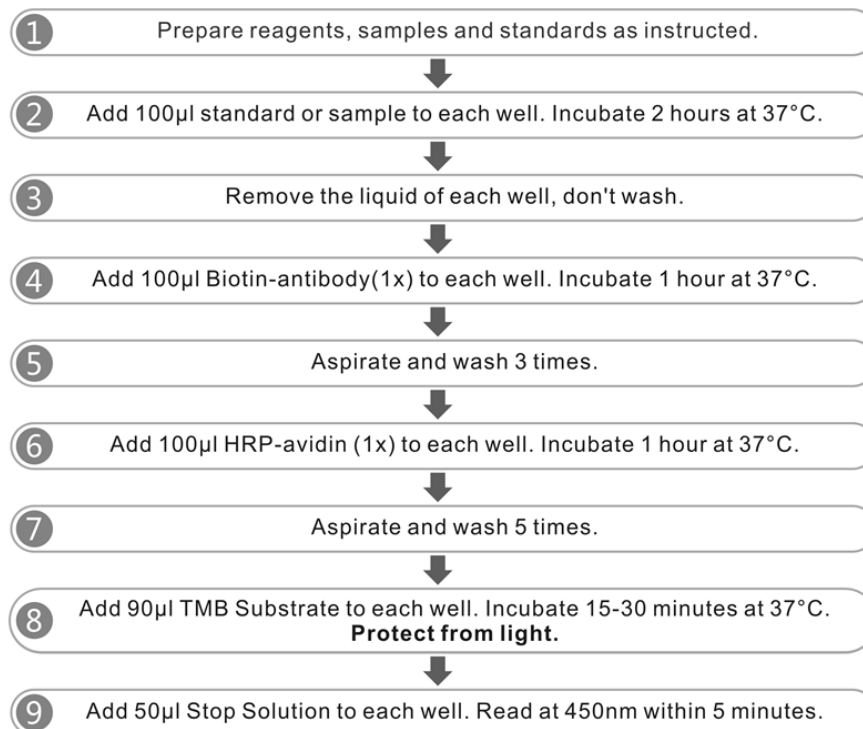 1 Prepare reagents, samples and standards as instructed.
2 Add 100μl standard or sample to each well. Incubate 2 hours at 37°C.
3 Remove the liquid of each well, don't wash.
4 Add 100μl Biotin-antibody(1x) to each well. Incubate 1 hour at 37°C.
5 Aspirate and wash 3 times.
6 Add 100μl HRP-avidin (1x) to each well. Incubate 1 hour at 37°C.
7 Aspirate and wash 5 times.
8 Add 90μl TMB Substrate to each well. Incubate 15-30 minutes at 37°C.
Protect from light.
9 Add 50μl Stop Solution to each well. Read at 450nm within 5 minutes.